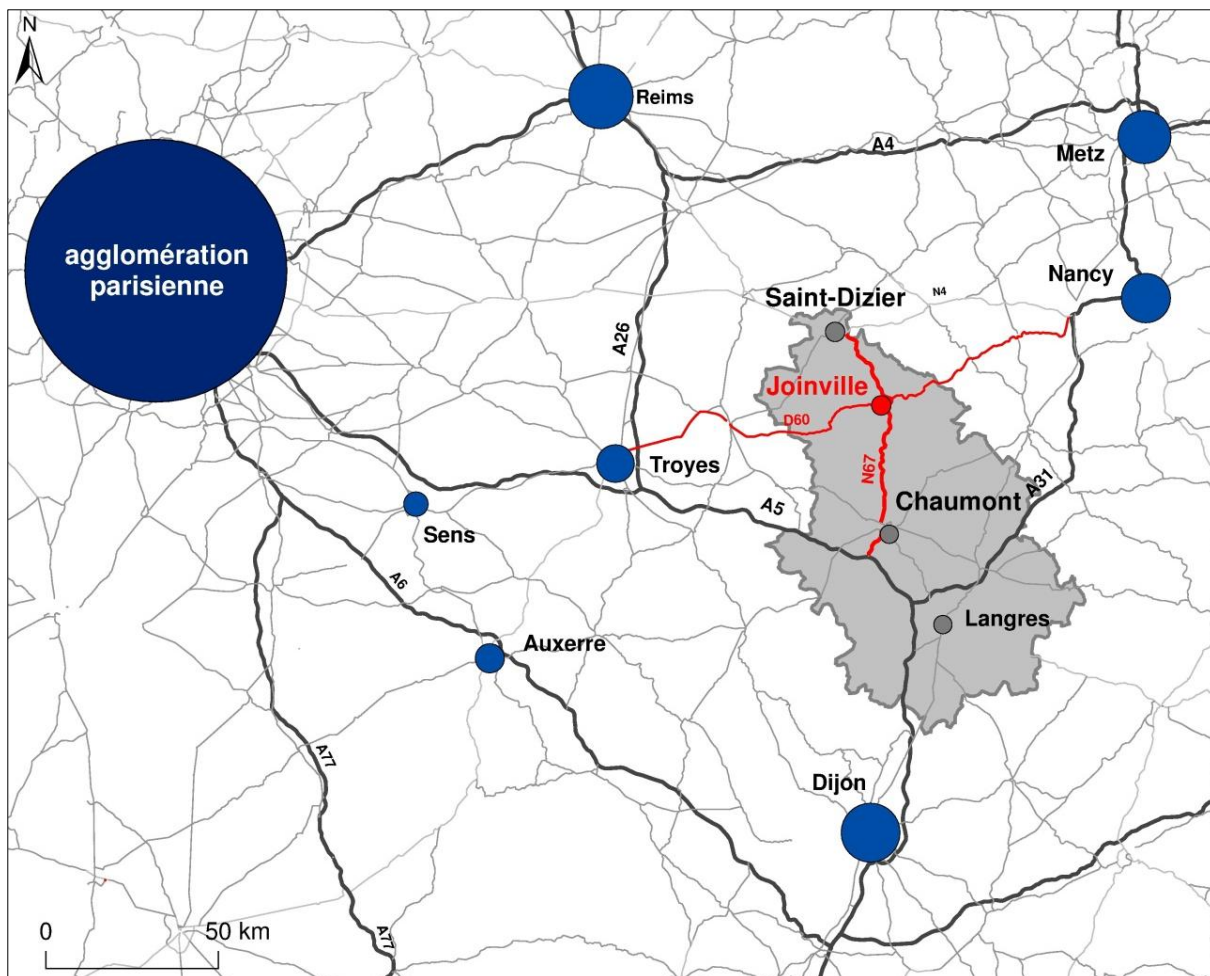 N
Reims
A4
Metz
agglomération
parisienne
Nancy
Saint-Dizier
N4
A26
Joinville
D60
Troyes
N67
A31
A5
Chaumont
Sens
A6
Langres
Auxerre
A77
Dijon
0 50 km
A77